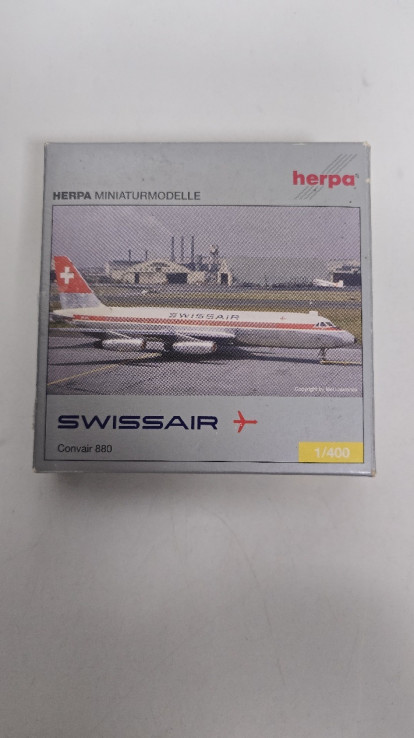 herpa
HERPA MINIATURMODELLE
SWISSAIR
SWISSAIR
Convair 880
1/400